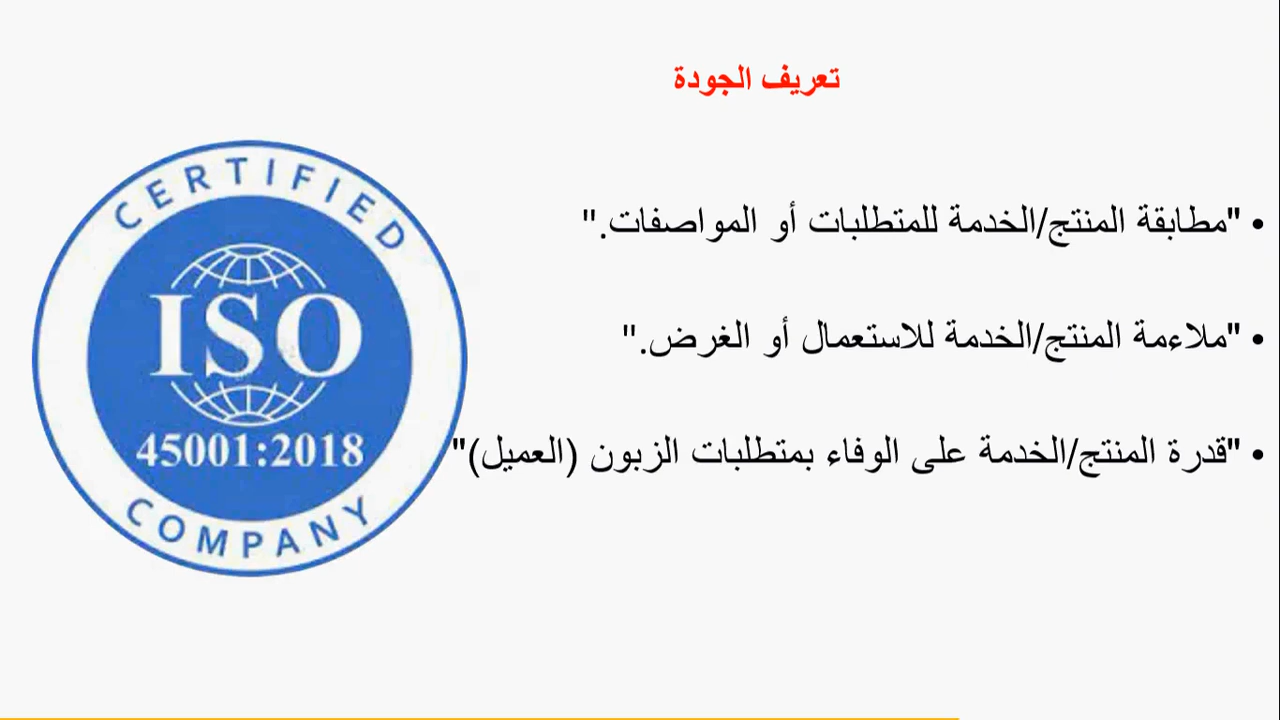 تعريف الجودة
• "مطابقة المنتج/الخدمة للمتطلبات أو المواصفات."
• "ملاءمة المنتج/الخدمة للاستعمال أو الغرض."
• "قدرة المنتج/الخدمة على الوفاء بمتطلبات الزبون (العميل)"
CERTIFIED
ISO
45001:2018
COMPANY